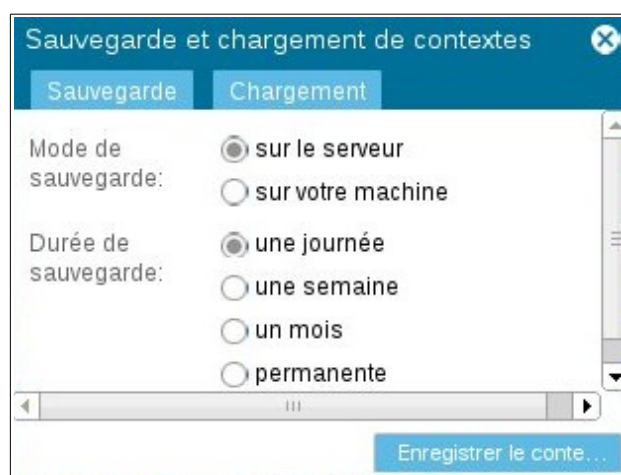 Sauvegarde et chargement de contextes
Sauvegarde Chargement
Mode de sauvegarde:
sur le serveur
sur votre machine
Durée de sauvegarde:
une journée
une semaine
un mois
permanente
Enregistrer le conte...